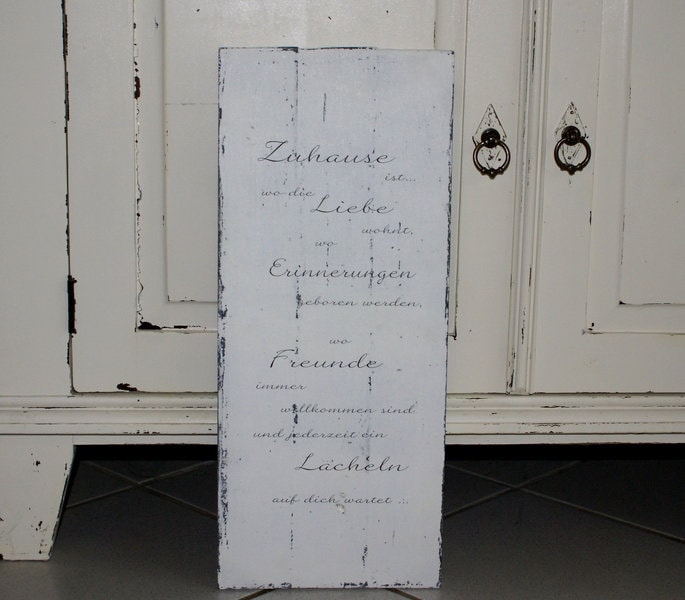 Zuhause
ist...
wo die
Liebe
wohnt,
wo
Erinnerungen
geboren werden,
wo
Freunde
immer
willkommen sind
und jederzeit ein
Lächeln
auf dich wartet ...